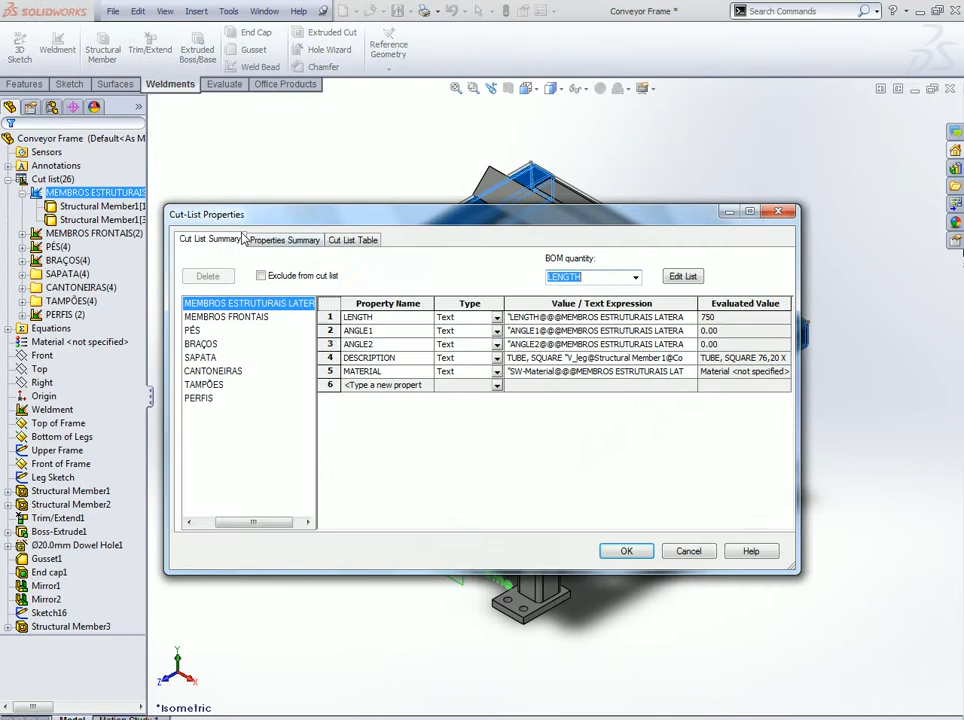 SOLIDWORKS File Edit View Insert Tools Window Help
Conveyor Frame *
Search Commands
3D Sketch
Weldment
Structural Member
Trim/Extend
Extruded Boss/Base
End Cap
Gusset
Weld Bead
Extruded Cut
Hole Wizard
Chamfer
Reference Geometry
Features Sketch Surfaces Weldments Evaluate Office Products
Conveyor Frame (Default<As M
Sensors
Annotations
Cut list(26)
MEMBROS ESTRUTURAIS
Structural Member1[1
Structural Member1[3
MEMBROS FRONTAIS(2)
PÉS(4)
BRAÇOS(4)
SAPATA(4)
CANTONEIRAS(4)
TAMPÕES(4)
PERFIS (2)
Equations
Material <not specified>
Front
Top
Right
Origin
Weldment
Top of Frame
Bottom of Legs
Upper Frame
Front of Frame
Leg Sketch
Structural Member1
Structural Member2
Trim/Extend1
Boss-Extrude1
Ø20.0mm Dowel Hole1
Gusset1
End cap1
Mirror1
Mirror2
Sketch16
Structural Member3
Cut-List Properties
Cut List Summary Properties Summary Cut List Table
Delete
Exclude from cut list
BOM quantity:
LENGTH
Edit List
MEMBROS ESTRUTURAIS LATER
MEMBROS FRONTAIS
PÉS
BRAÇOS
SAPATA
CANTONEIRAS
TAMPÕES
PERFIS
Property Name Type Value / Text Expression Evaluated Value
1 LENGTH Text "LENGTH@@@MEMBROS ESTRUTURAIS LATERA 750
2 ANGLE1 Text "ANGLE1@@@MEMBROS ESTRUTURAIS LATERA 0.00
3 ANGLE2 Text "ANGLE2@@@MEMBROS ESTRUTURAIS LATERA 0.00
4 DESCRIPTION Text TUBE, SQUARE "V_leg@Structural Member1@Co TUBE, SQUARE 76,20 X
5 MATERIAL Text "SW-Material@@@MEMBROS ESTRUTURAIS LAT Material <not specified>
6 <Type a new propert
OK Cancel Help
Y
Z X
*Isometric
Model Motion Study 1